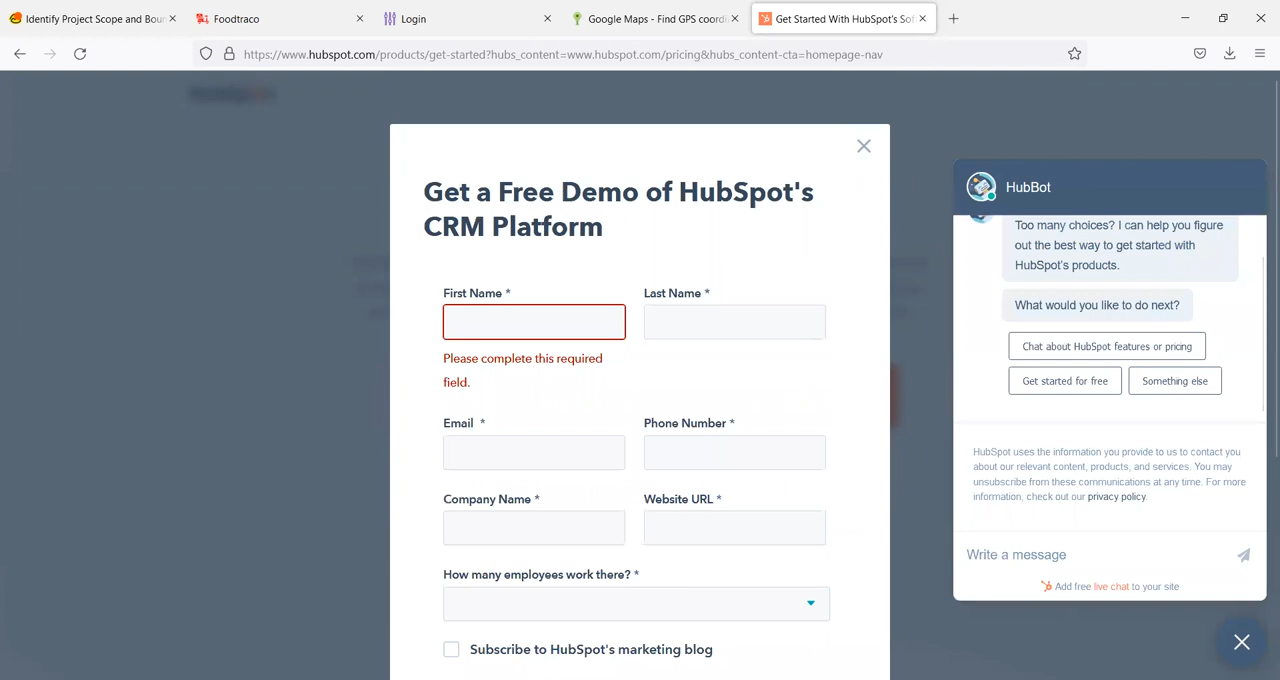 Identify Project Scope and Boun
Foodtraco
Login
Google Maps - Find GPS coordi
Get Started With HubSpot's Sof
https://www.hubspot.com/products/get-started?hubs_content=www.hubspot.com/pricing&hubs_content-cta=homepage-nav
Get a Free Demo of HubSpot's
CRM Platform
First Name *
Last Name *
Please complete this required
field.
Email *
Phone Number *
Company Name *
Website URL *
How many employees work there? *
Subscribe to HubSpot's marketing blog
HubBot
Too many choices? I can help you figure
out the best way to get started with
HubSpot's products.
What would you like to do next?
Chat about HubSpot features or pricing
Get started for free
Something else
HubSpot uses the information you provide to us to contact you
about our relevant content, products, and services. You may
unsubscribe from these communications at any time. For more
information, check out our privacy policy.
Write a message
Add free live chat to your site